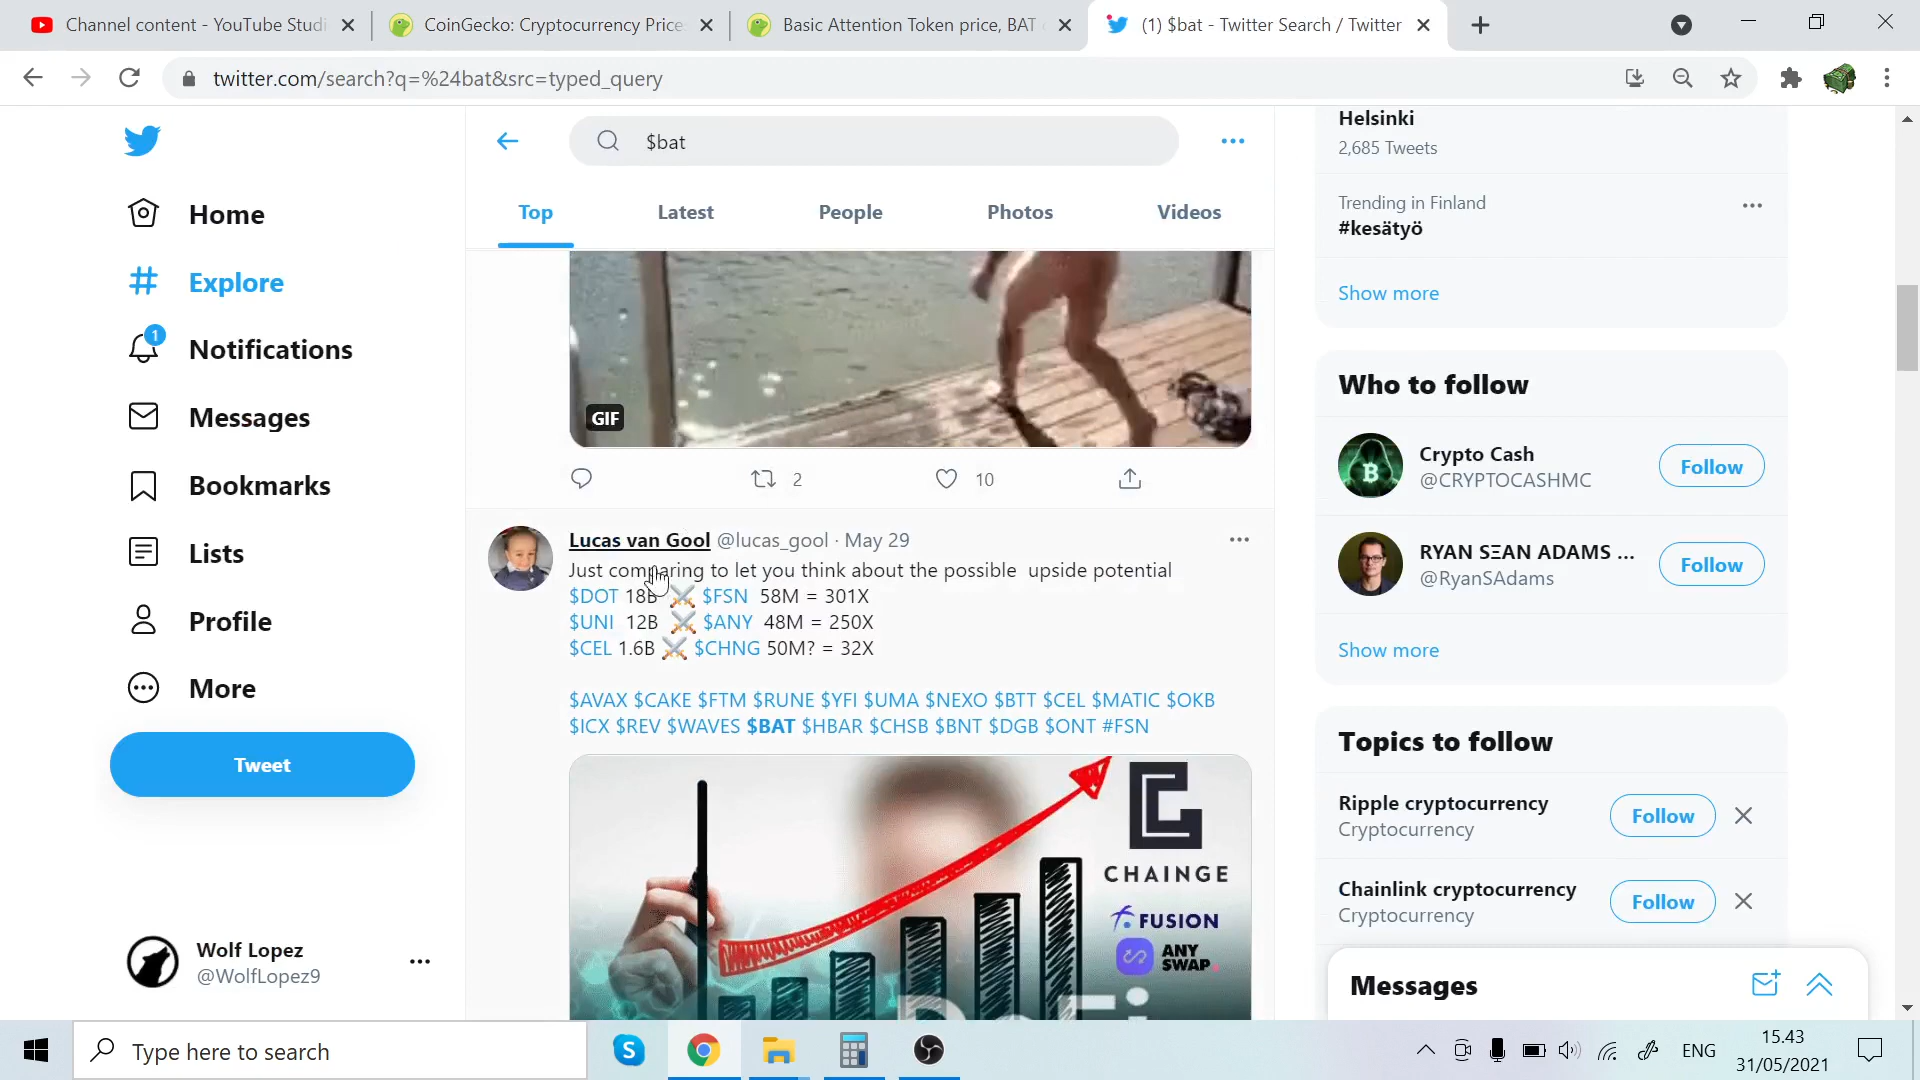 Channel content - YouTube Studi
CoinGecko: Cryptocurrency Prices
Basic Attention Token price, BAT
(1) $bat - Twitter Search / Twitter
twitter.com/search?q=%24bat&src=typed_query
Home
Explore
1
Notifications
Messages
Bookmarks
Lists
Profile
More
Tweet
Wolf Lopez
@WolfLopez9
$bat
Top
Latest
People
Photos
Videos
GIF
2
10
Lucas van Gool @lucas_gool · May 29
Just comparing to let you think about the possible upside potential
$DOT 18B ⚔️ $FSN 58M = 301X
$UNI 12B ⚔️ $ANY 48M = 250X
$CEL 1.6B ⚔️ $CHNG 50M? = 32X
$AVAX $CAKE $FTM $RUNE $YFI $UMA $NEXO $BTT $CEL $MATIC $OKB
$ICX $REV $WAVES $BAT $HBAR $CHSB $BNT $DGB $ONT #FSN
CHAINGE
FUSION
ANY
SWAP.
DeFi
Helsinki
2,685 Tweets
Trending in Finland
#kesätyö
Show more
Who to follow
Crypto Cash
@CRYPTOCASHMC
Follow
RYAN SΞAN ADAMS ...
@RyanSAdams
Follow
Show more
Topics to follow
Ripple cryptocurrency
Cryptocurrency
Follow
Chainlink cryptocurrency
Cryptocurrency
Follow
Messages
Type here to search
ENG
15.43
31/05/2021